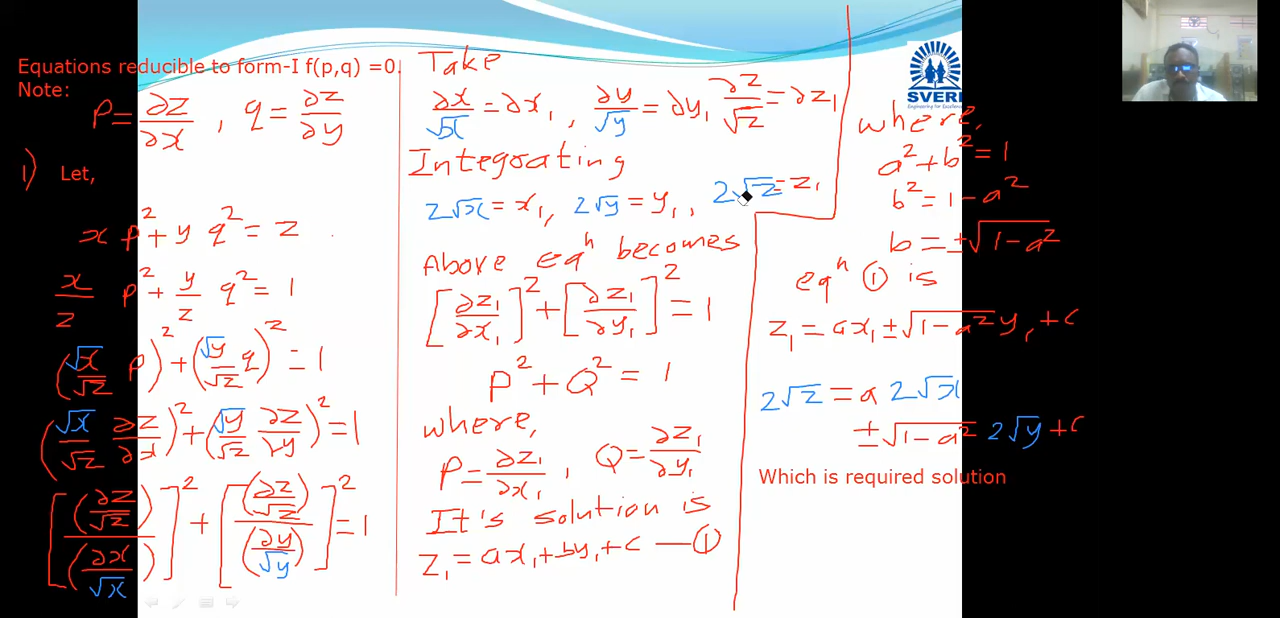 Equations reducible to form-I f(p,q) =0.
Note:
P = ∂z/∂x , q = ∂z/∂y
1) Let,
x p² + y q² = z
x/z p² + y/z q² = 1
(√x/√z p)² + (√y/√z q)² = 1
(√x/√z ∂z/∂x)² + (√y/√z ∂z/∂y)² = 1
[(∂z/√z)/(∂x/√x)]² + [(∂z/√z)/(∂y/√y)]² = 1
Take
∂x/√x = ∂x₁, ∂y/√y = ∂y₁ ∂z/√z = ∂z₁
Integrating
2√x = x₁, 2√y = y₁, 2√z = z₁
Above eqⁿ becomes
[∂z₁/∂x₁]² + [∂z₁/∂y₁]² = 1
P² + Q² = 1
where,
P = ∂z₁/∂x₁ , Q = ∂z₁/∂y₁
It's solution is
z₁ = ax₁ + by₁ + c — ①
SVERI
where,
a² + b² = 1
b² = 1 - a²
b = ±√(1-a²)
eqⁿ ① is
z₁ = ax₁ ± √(1-a²) y₁ + c
2√z = a 2√x
± √(1-a²) 2√y + c
Which is required solution